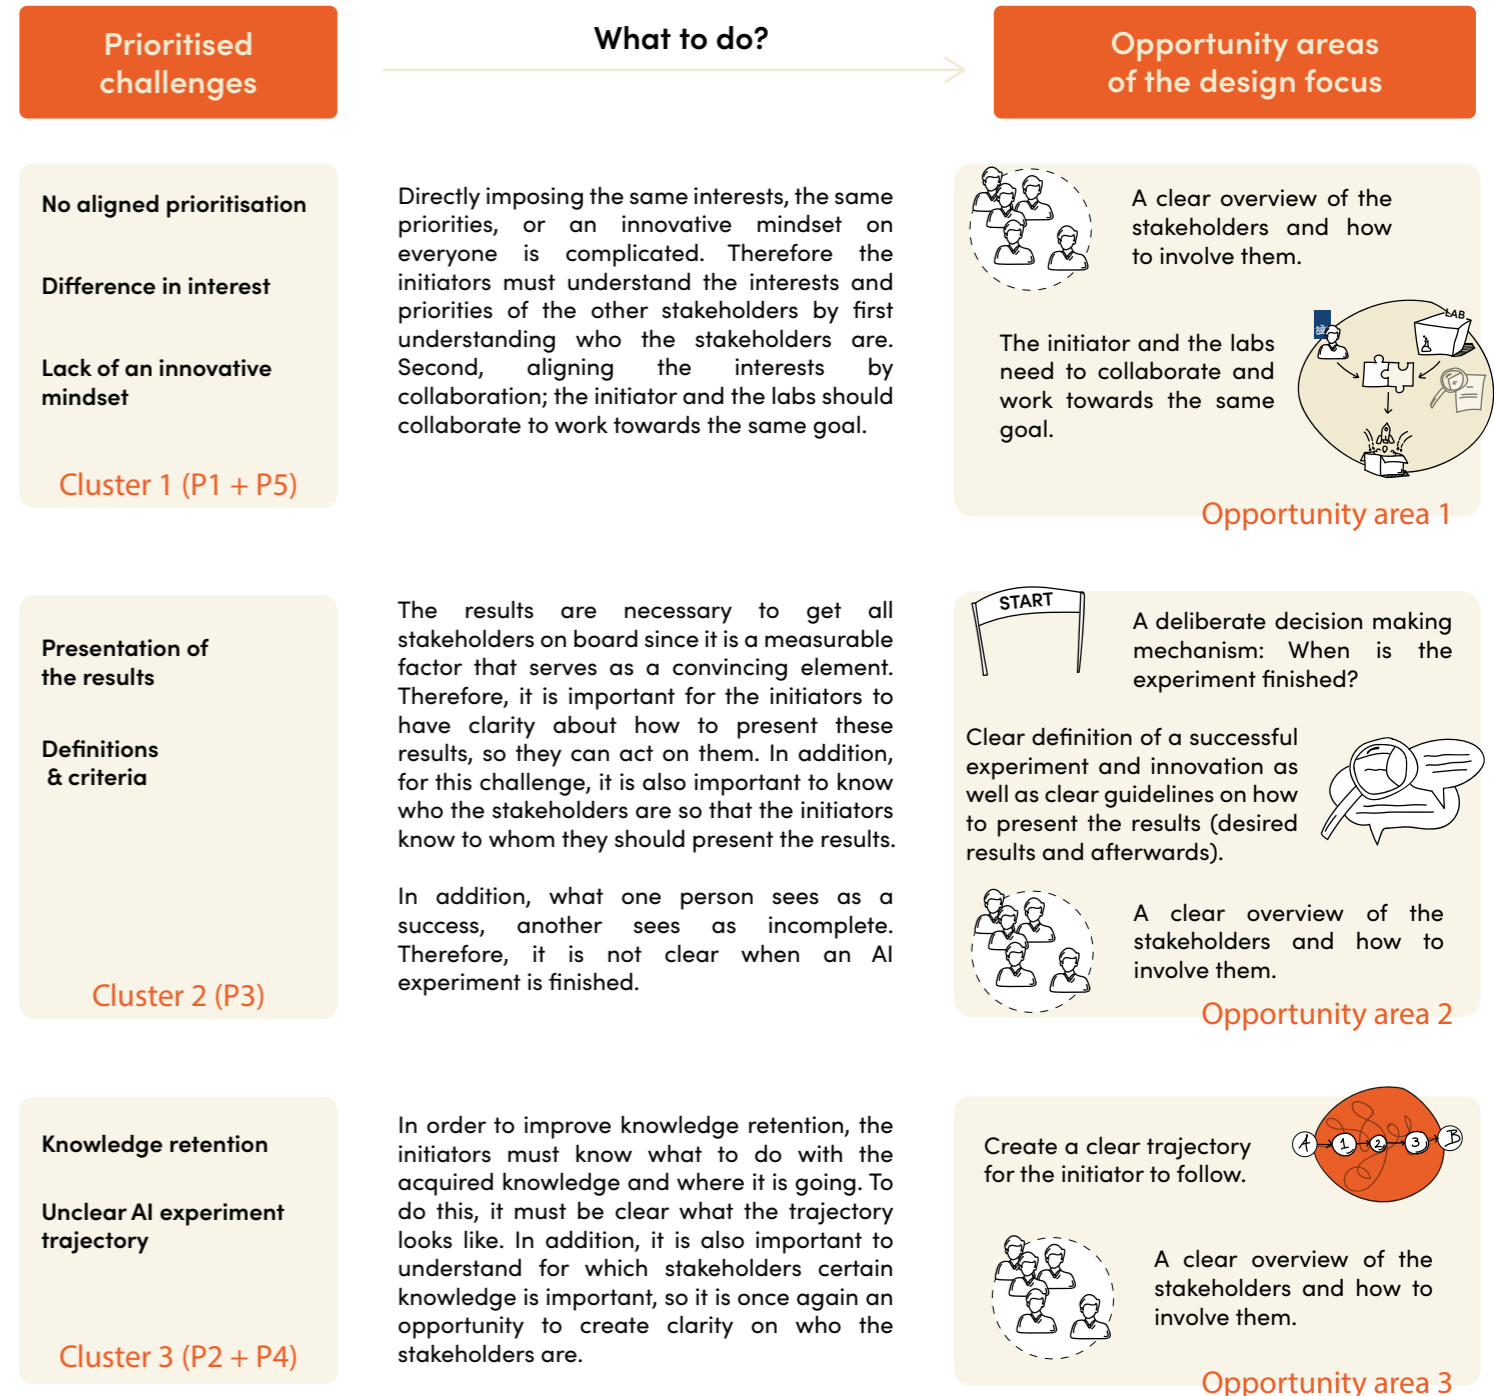 Prioritised
challenges
What to do?
Opportunity areas
of the design focus
No aligned prioritisation
Difference in interest
Lack of an innovative
mindset
Cluster 1 (P1 + P5)
Directly imposing the same interests, the same
priorities, or an innovative mindset on
everyone is complicated. Therefore the
initiators must understand the interests and
priorities of the other stakeholders by first
understanding who the stakeholders are.
Second, aligning the interests by
collaboration; the initiator and the labs should
collaborate to work towards the same goal.
A clear overview of the
stakeholders and how
to involve them.
The initiator and the labs
need to collaborate and
work towards the same
goal.
LAB
Opportunity area 1
Presentation of
the results
Definitions
& criteria
Cluster 2 (P3)
The results are necessary to get all
stakeholders on board since it is a measurable
factor that serves as a convincing element.
Therefore, it is important for the initiators to
have clarity about how to present these
results, so they can act on them. In addition,
for this challenge, it is also important to know
who the stakeholders are so that the initiators
know to whom they should present the results.
In addition, what one person sees as a
success, another sees as incomplete.
Therefore, it is not clear when an AI
experiment is finished.
START
A deliberate decision making
mechanism: When is the
experiment finished?
Clear definition of a successful
experiment and innovation as
well as clear guidelines on how
to present the results (desired
results and afterwards).
A clear overview of the
stakeholders and how to
involve them.
Opportunity area 2
Knowledge retention
Unclear AI experiment
trajectory
Cluster 3 (P2 + P4)
In order to improve knowledge retention, the
initiators must know what to do with the
acquired knowledge and where it is going. To
do this, it must be clear what the trajectory
looks like. In addition, it is also important to
understand for which stakeholders certain
knowledge is important, so it is once again an
opportunity to create clarity on who the
stakeholders are.
Create a clear trajectory
for the initiator to follow.
A 1 2 3 B
A clear overview of the
stakeholders and how to
involve them.
Opportunity area 3